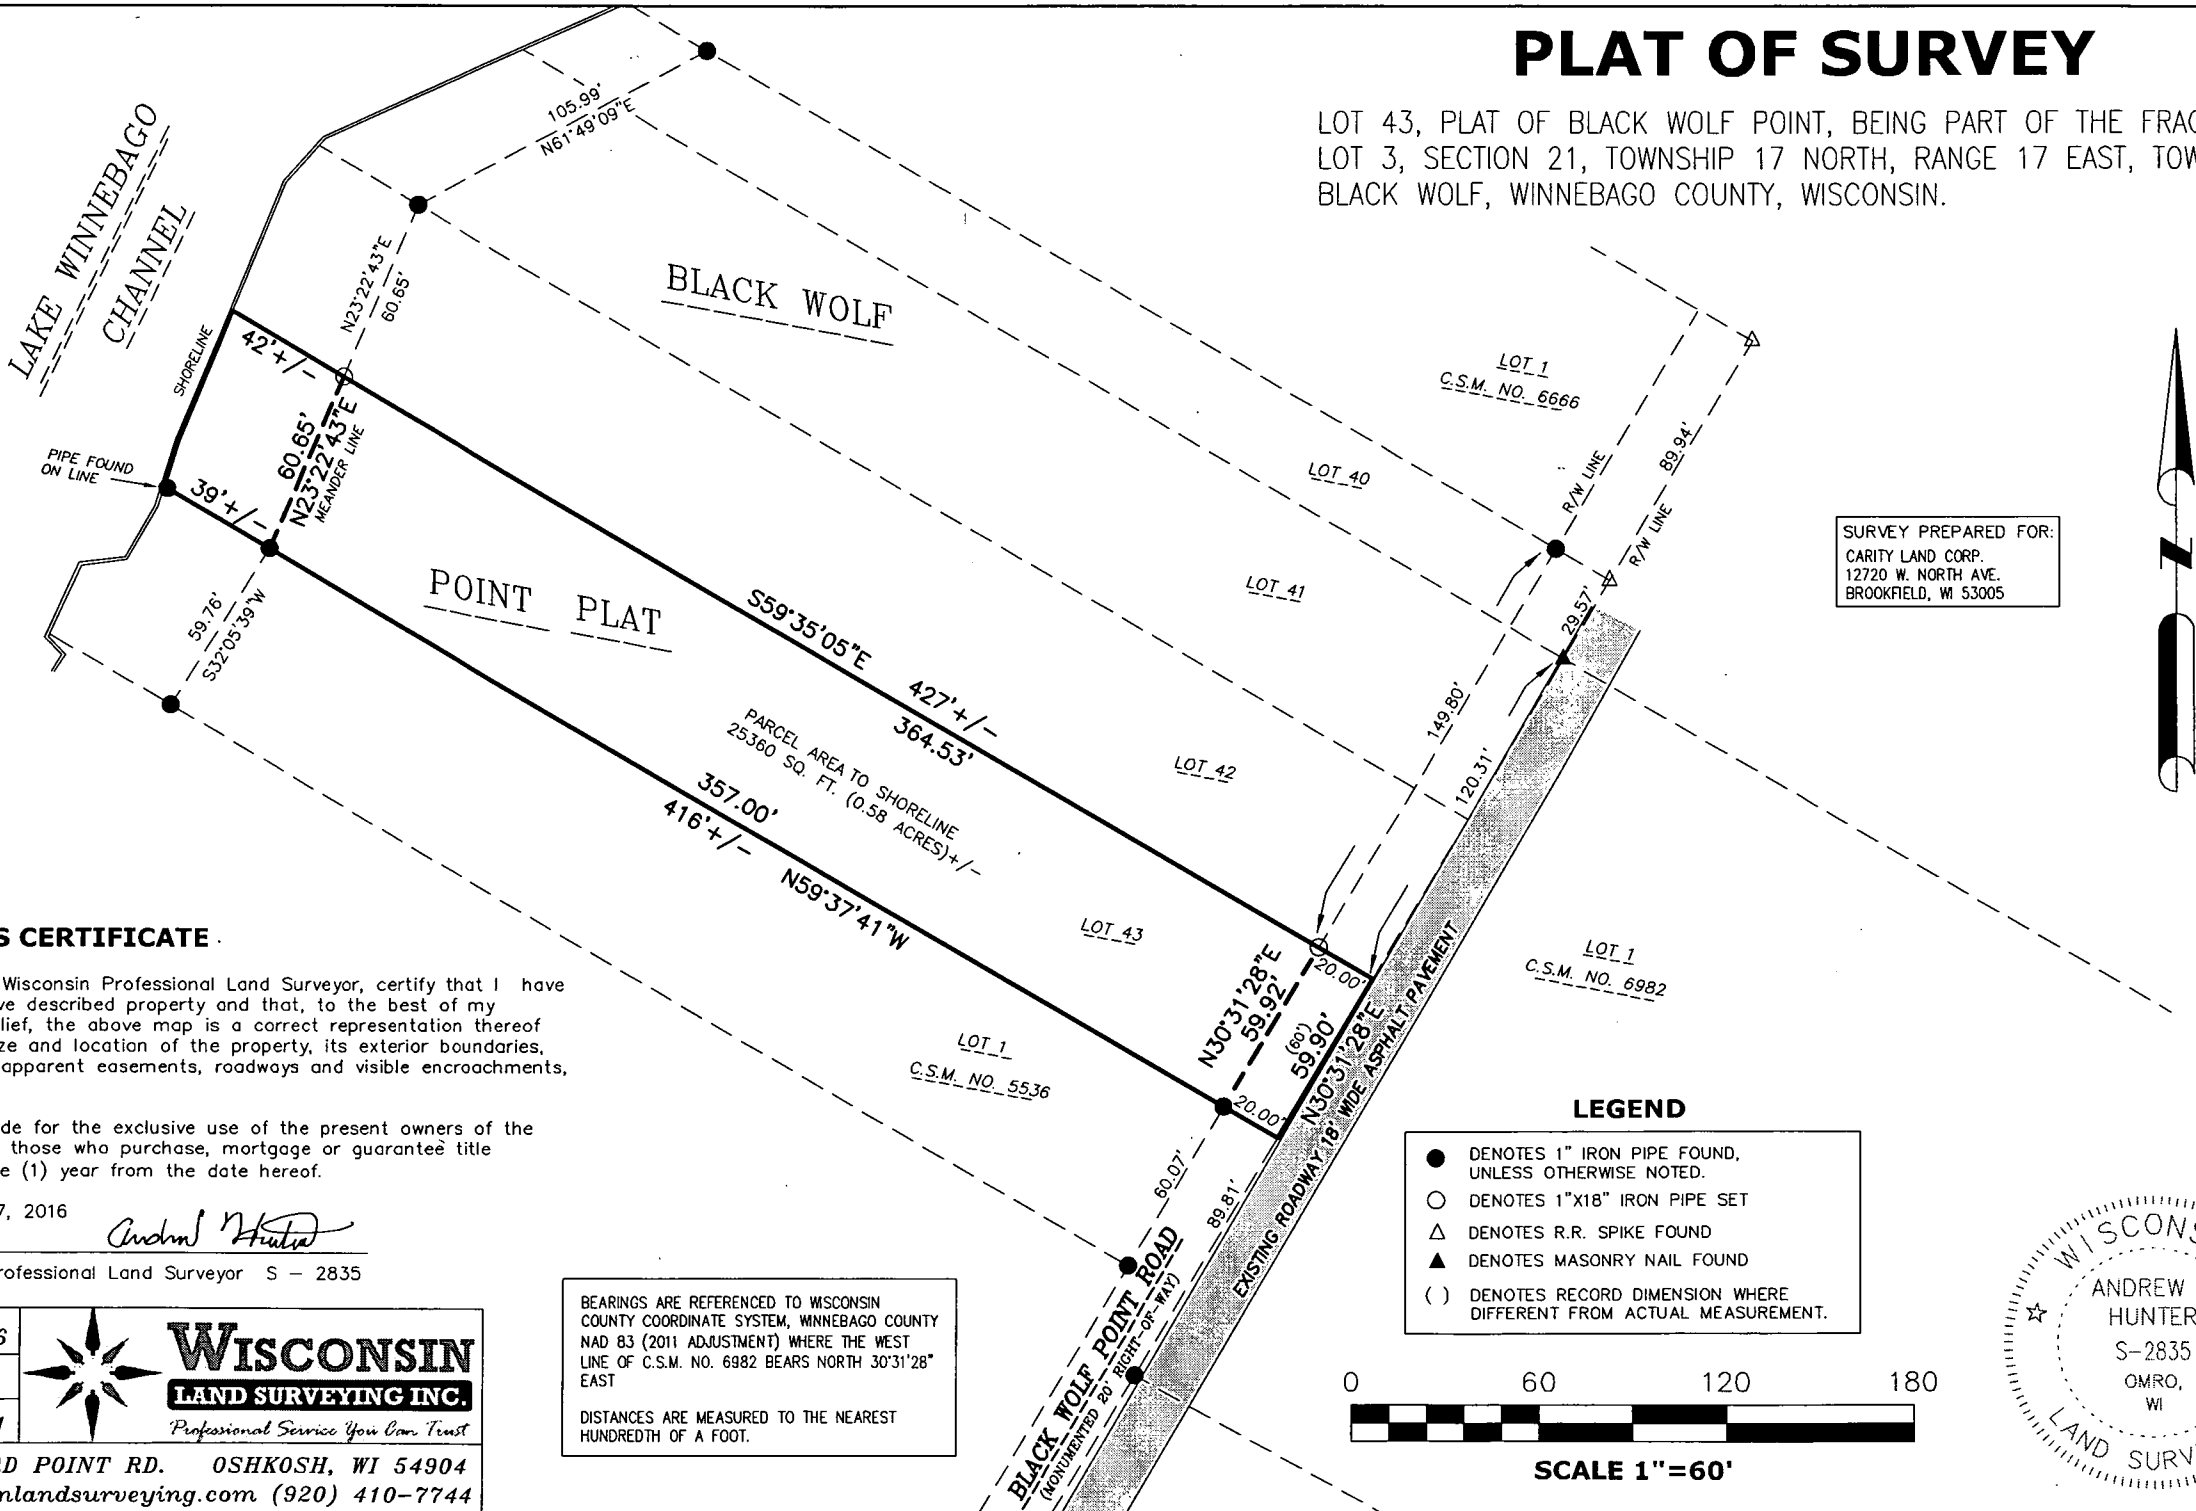 PLAT OF SURVEY
LOT 43, PLAT OF BLACK WOLF POINT, BEING PART OF THE
LOT 3, SECTION 21, TOWNSHIP 17 NORTH, RANGE 17 EAST,
BLACK WOLF, WINNEBAGO COUNTY, WISCONSIN.
LAKE WINNEBAGO
CHANNEL
SHORELINE
105.99'
N61°49'09"E
N23°22'43"E
60.65'
BLACK WOLF
POINT PLAT
42'+/-
60.65'
N23°22'43"E
MEANDER LINE
PIPE FOUND
ON LINE
39'+/-
59.76'
S32°05'39"W
S59°35'05"E
427'+/-
364.53'
PARCEL AREA TO SHORELINE
25360 SQ. FT. (0.58 ACRES)+/-
357.00'
416'+/-
N59°37'41"W
LOT 1
C.S.M. NO. 6666
LOT 40
LOT 41
LOT 42
LOT 43
LOT 1
C.S.M. NO. 5536
LOT 1
C.S.M. NO. 6982
R/W LINE
89.94'
R/W LINE
29.57'
149.80'
120.31'
20.00'
N30°31'28"E
59.92'
(60')
59.90'
N30°31'28"E
20.00'
60.07'
89.81'
EXISTING ROADWAY 18' WIDE ASPHALT PAVEMENT
BLACK WOLF POINT ROAD
(MONUMENTED 20' RIGHT-OF-WAY)
N
SURVEY PREPARED FOR:
CARITY LAND CORP.
12720 W. NORTH AVE.
BROOKFIELD, WI 53005
S CERTIFICATE
Wisconsin Professional Land Surveyor, certify that I have
described property and that, to the best of my
the above map is a correct representation thereof
and location of the property, its exterior boundaries,
apparent easements, roadways and visible encroachments,
for the exclusive use of the present owners of the
those who purchase, mortgage or guarantee title
(1) year from the date hereof.
7, 2016
Professional Land Surveyor S - 2835
WISCONSIN
LAND SURVEYING INC.
Professional Service You Can Trust
POINT RD. OSHKOSH, WI 54904
nlandsurveying.com (920) 410-7744
BEARINGS ARE REFERENCED TO WISCONSIN
COUNTY COORDINATE SYSTEM, WINNEBAGO COUNTY
NAD 83 (2011 ADJUSTMENT) WHERE THE WEST
LINE OF C.S.M. NO. 6982 BEARS NORTH 30°31'28"
EAST
DISTANCES ARE MEASURED TO THE NEAREST
HUNDREDTH OF A FOOT.
LEGEND
DENOTES 1" IRON PIPE FOUND,
UNLESS OTHERWISE NOTED.
DENOTES 1"X18" IRON PIPE SET
DENOTES R.R. SPIKE FOUND
DENOTES MASONRY NAIL FOUND
( ) DENOTES RECORD DIMENSION WHERE
DIFFERENT FROM ACTUAL MEASUREMENT.
0 60 120 180
SCALE 1"=60'
ANDREW
HUNTER
S-2835
OMRO,
WI
LAND